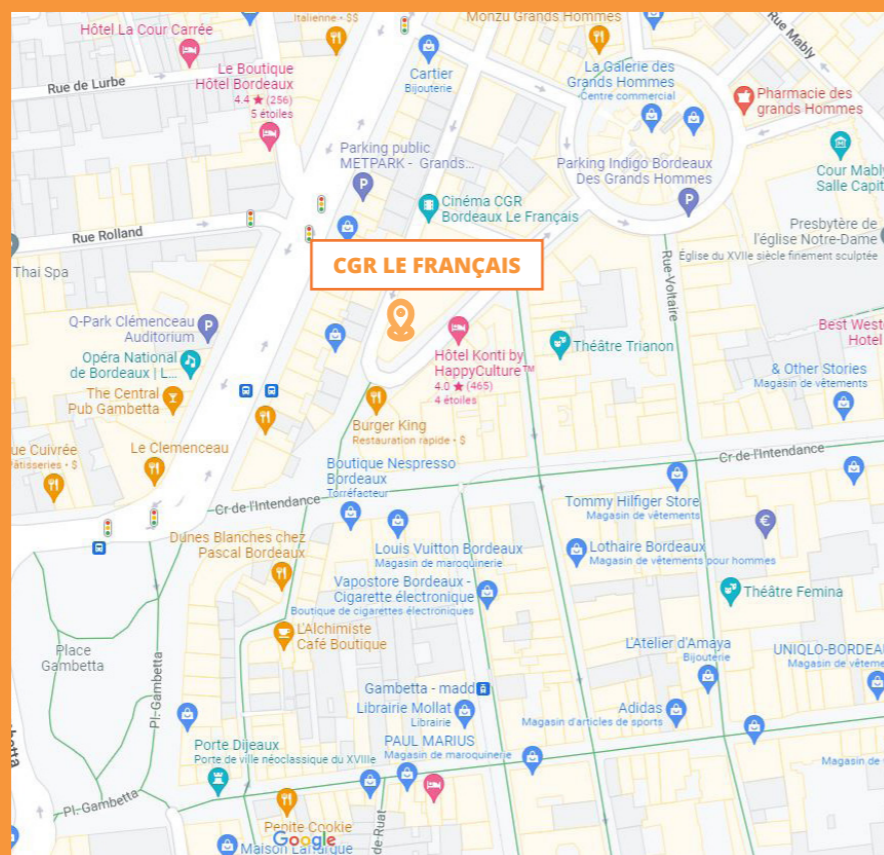 Italienne · $$
Monzu Grands Hommes
Rue Mably
Hôtel La Cour Carrée
Rue de Lurbe
Le Boutique
Hôtel Bordeaux
4.4 ★ (256)
5 étoiles
Cartier
Bijouterie
La Galerie des
Grands Hommes
Centre commercial
Pharmacie des
grands Hommes
Parking public
METPARK - Grands...
Parking Indigo Bordeaux
Des Grands Hommes
Cour Mably
Salle Capit
Cinéma CGR
Bordeaux Le Français
Rue Rolland
Presbytère de
l'église Notre-Dame
Église du XVIIe siècle finement sculptée
Thai Spa
CGR LE FRANÇAIS
Rue Voltaire
Q-Park Clémenceau
Auditorium
Opéra National
de Bordeaux | L...
Hôtel Konti by
HappyCulture™
4.0 ★ (465)
4 étoiles
Théâtre Trianon
Best West
Hotel
The Central
Pub Gambetta
& Other Stories
Magasin de vêtements
Burger King
Restauration rapide · $
ue Cuivrée
âtisseries · $
Le Clemenceau
Boutique Nespresso
Bordeaux
Torréfacteur
Cr de l'Intendance
Cr de l'Intendance
Tommy Hilfiger Store
Magasin de vêtements
Dunes Blanches chez
Pascal Bordeaux
Louis Vuitton Bordeaux
Magasin de maroquinerie
Lothaire Bordeaux
Magasin de vêtements pour hommes
Vapostore Bordeaux -
Cigarette électronique
Boutique de cigarettes électroniques
Théâtre Femina
L'Alchimiste
Café Boutique
Place
Gambetta
Pl. Gambetta
L'Atelier d'Amaya
Bijouterie
UNIQLO-BORDEAU
Magasin de vêteme
Gambetta - madd
Librairie Mollat
Librairie
Adidas
Magasin d'articles de sports
Porte Dijeaux
Porte de ville néoclassique du XVIIIe
PAUL MARIUS
Magasin de maroquinerie
Magasin de
betta
Pl. Gambetta
Pepite Cookie
de Ruat
Google
Maison Lafargue